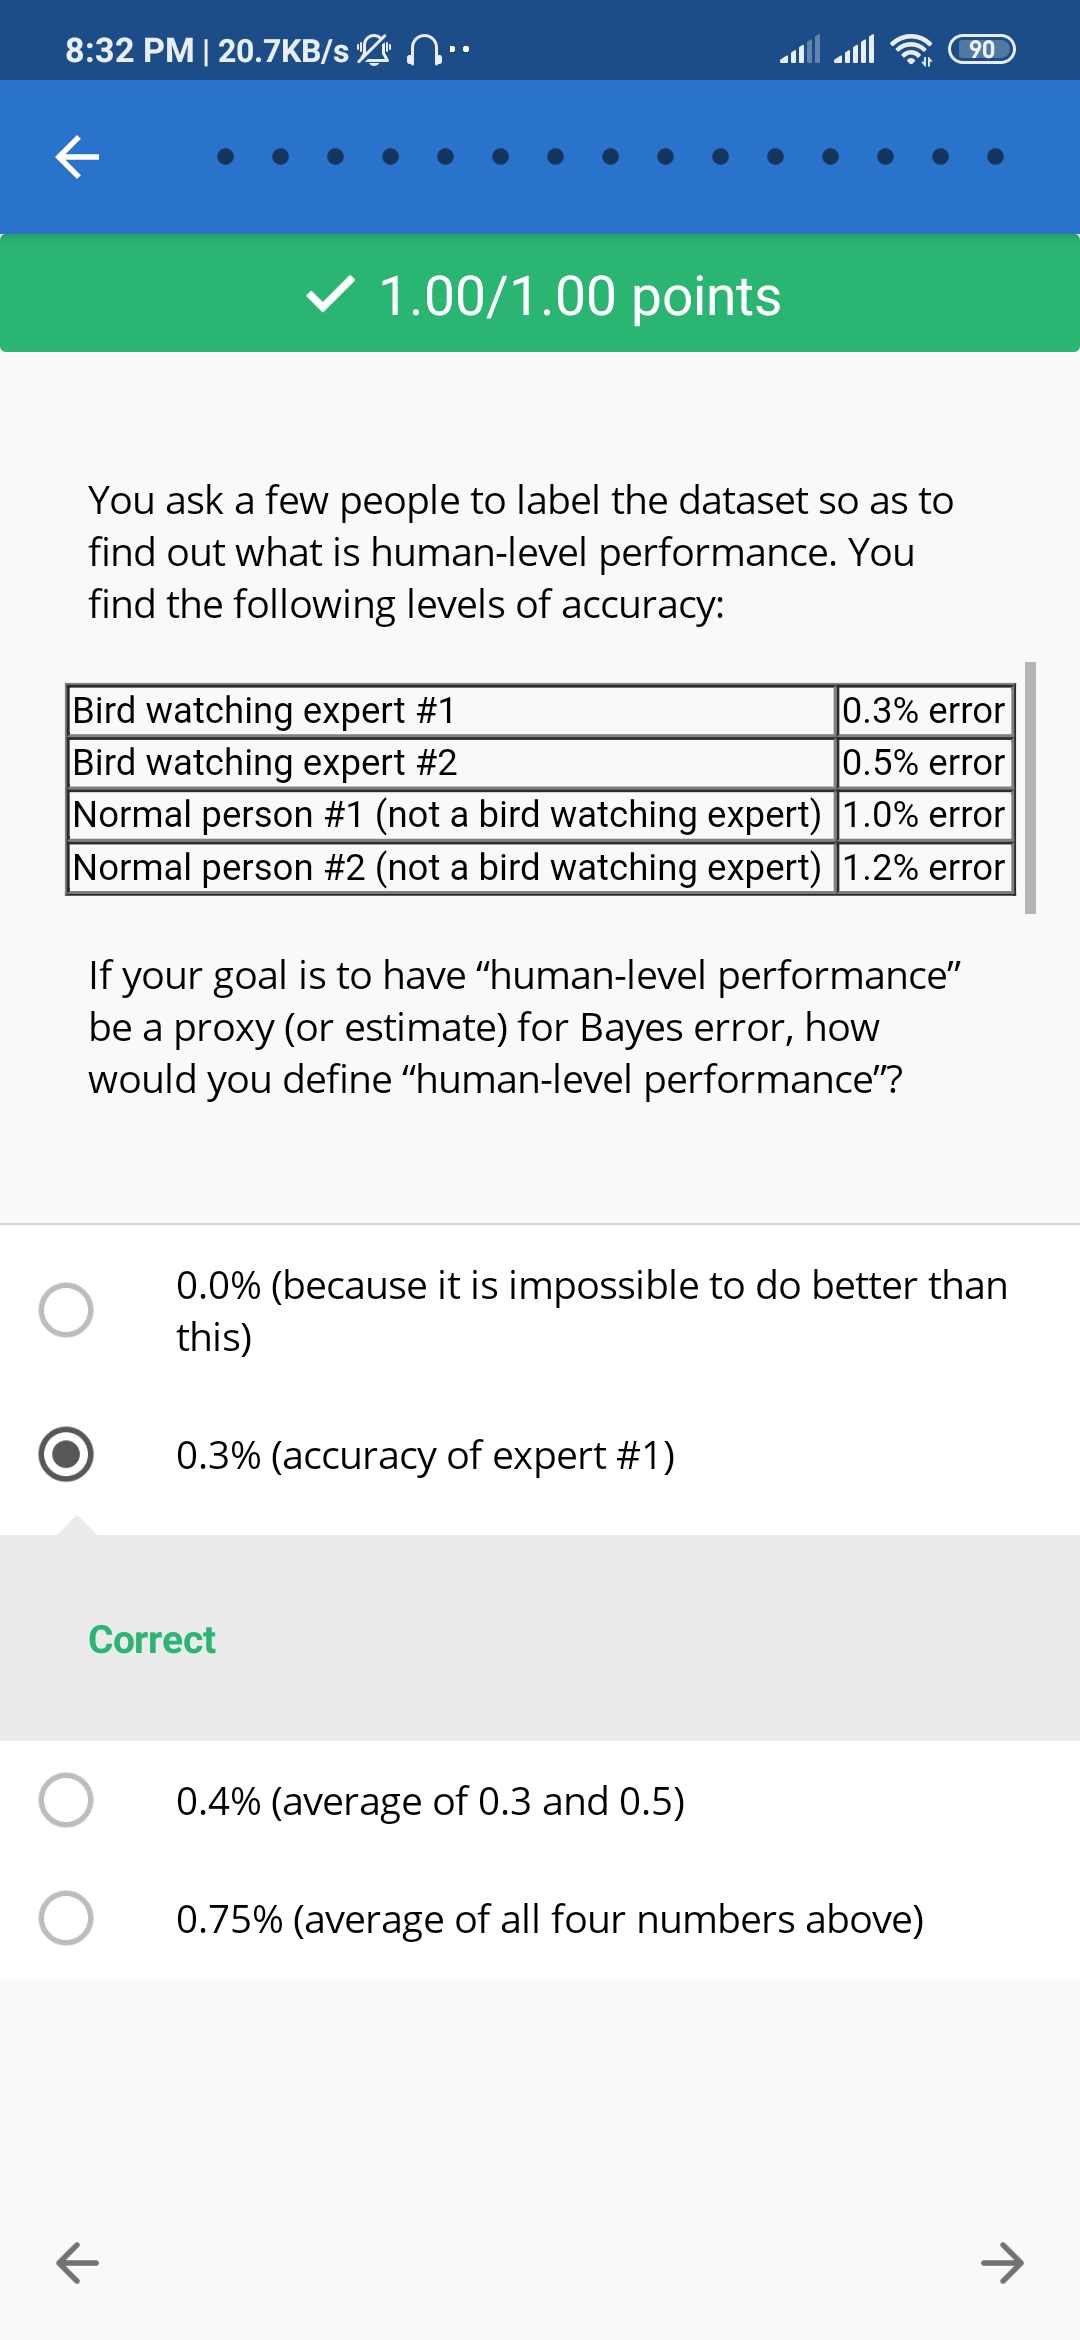 8:32 PM | 20.7KB/s
90
1.00/1.00 points
You ask a few people to label the dataset so as to
find out what is human-level performance. You
find the following levels of accuracy:
Bird watching expert #1 0.3% error
Bird watching expert #2 0.5% error
Normal person #1 (not a bird watching expert) 1.0% error
Normal person #2 (not a bird watching expert) 1.2% error
If your goal is to have “human-level performance”
be a proxy (or estimate) for Bayes error, how
would you define “human-level performance”?
0.0% (because it is impossible to do better than
this)
0.3% (accuracy of expert #1)
Correct
0.4% (average of 0.3 and 0.5)
0.75% (average of all four numbers above)